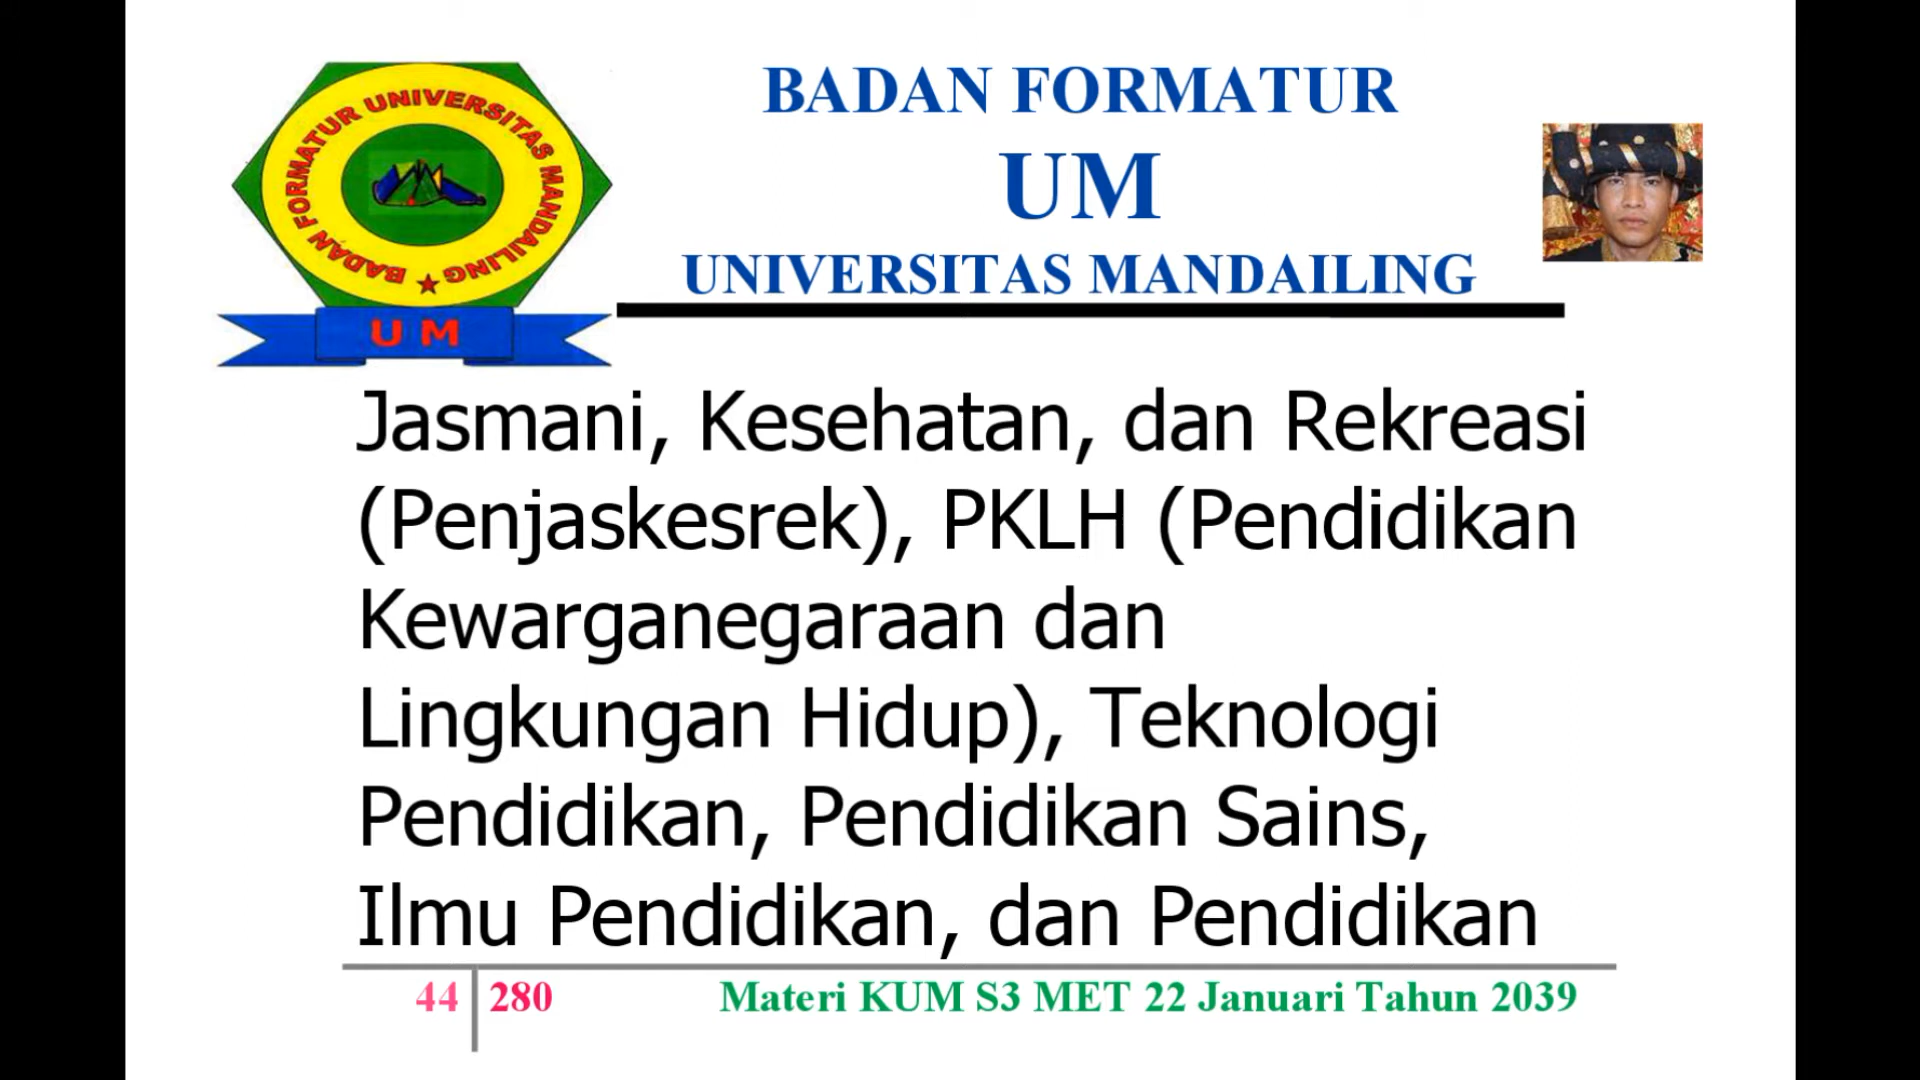 BADAN FORMATUR UNIVERSITAS MANDAILING
U M
BADAN FORMATUR
UM
UNIVERSITAS MANDAILING
Jasmani, Kesehatan, dan Rekreasi
(Penjaskesrek), PKLH (Pendidikan
Kewarganegaraan dan
Lingkungan Hidup), Teknologi
Pendidikan, Pendidikan Sains,
Ilmu Pendidikan, dan Pendidikan
44 280 Materi KUM S3 MET 22 Januari Tahun 2039